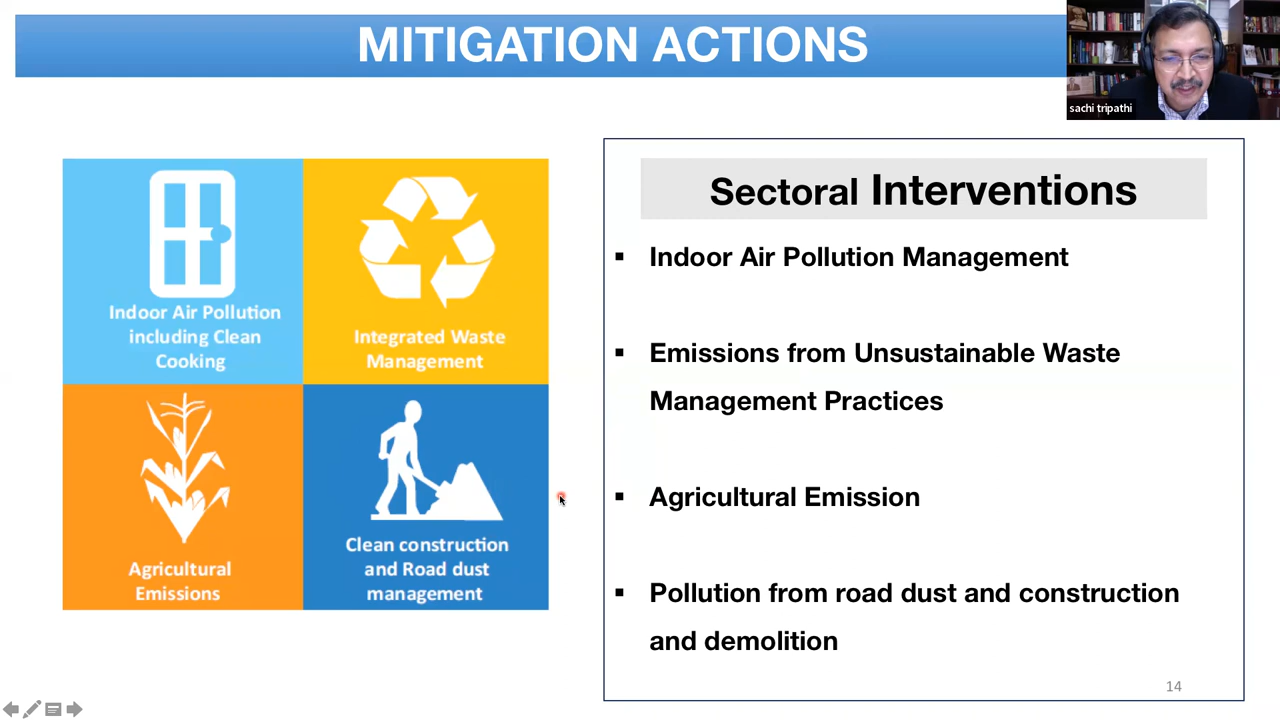 MITIGATION ACTIONS
sachi tripathi
Indoor Air Pollution
including Clean
Cooking
Integrated Waste
Management
Agricultural
Emissions
Clean construction
and Road dust
management
Sectoral Interventions
▪ Indoor Air Pollution Management
▪ Emissions from Unsustainable Waste
Management Practices
▪ Agricultural Emission
▪ Pollution from road dust and construction
and demolition
14